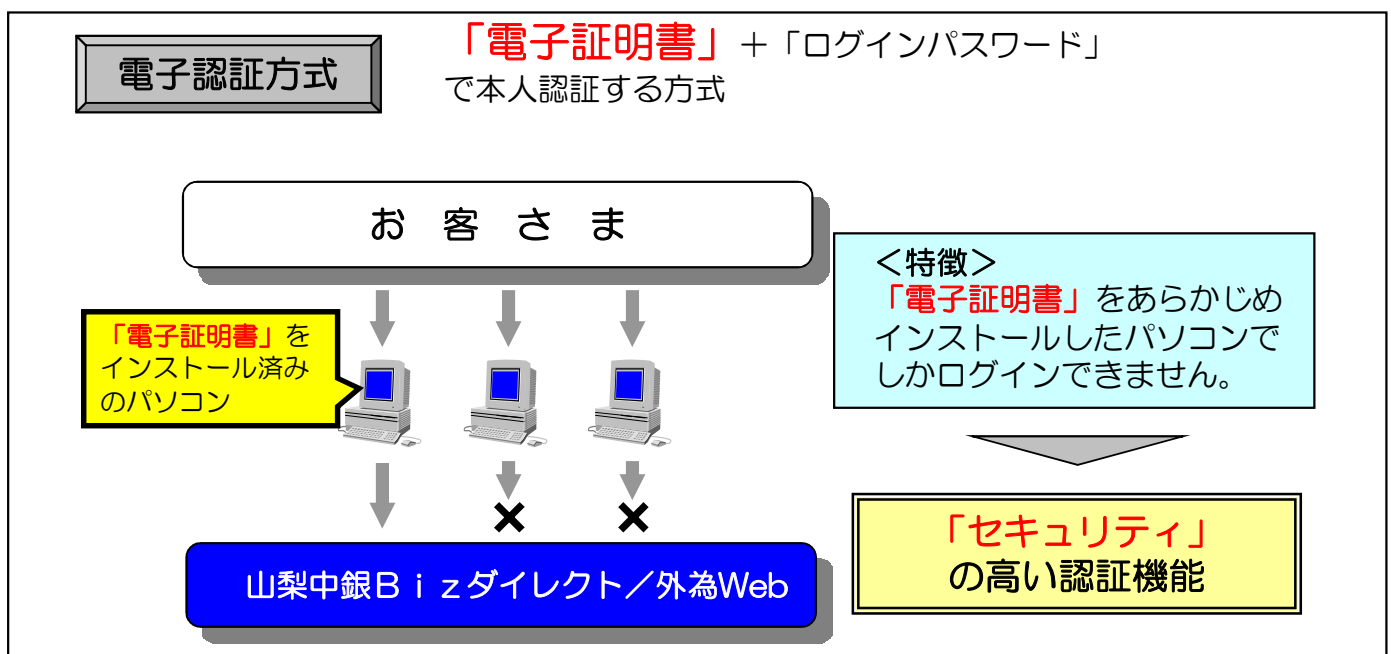 電子認証方式
「電子証明書」+「ログインパスワード」
で本人認証する方式
お 客 さ ま
「電子証明書」を
インストール済み
のパソコン
<特徴>
「電子証明書」をあらかじめ
インストールしたパソコンで
しかログインできません。
× ×
山梨中銀Bizダイレクト/外為Web
「セキュリティ」
の高い認証機能